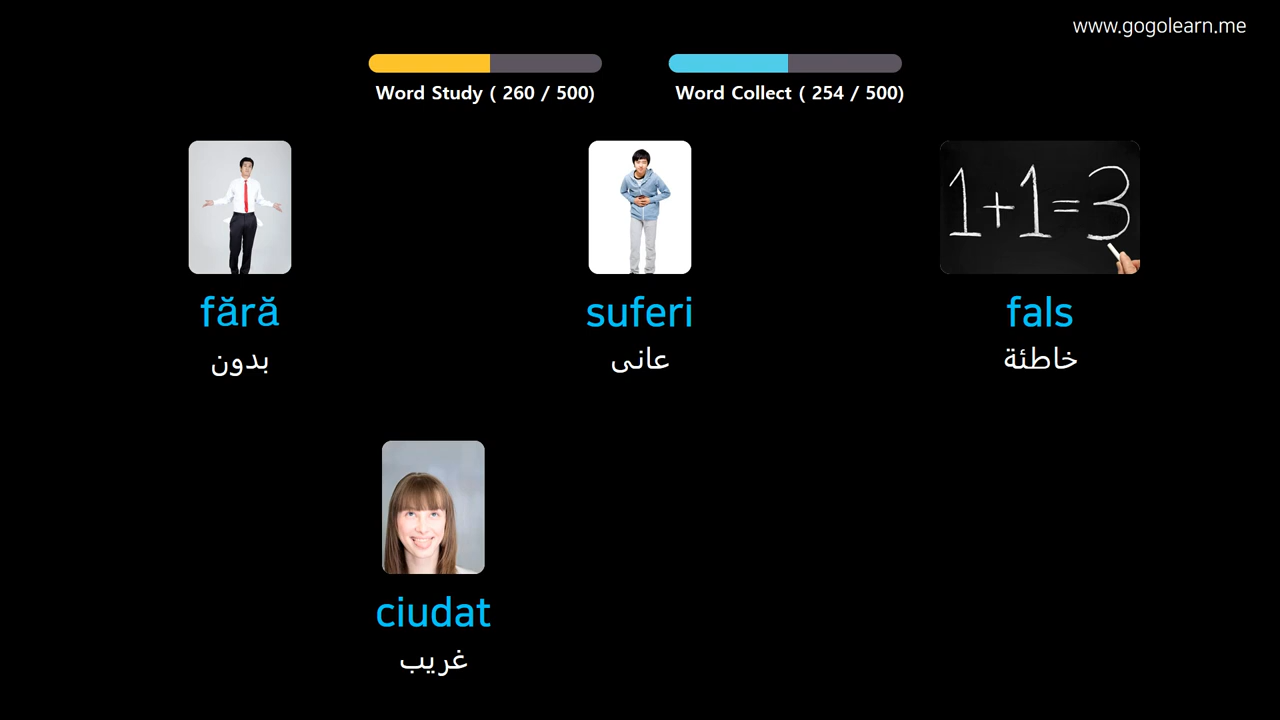 www.gogolearn.me
Word Study ( 260 / 500)
Word Collect ( 254 / 500)
1+1=3
fără
بدون
suferi
عانى
fals
خاطئة
ciudat
غريب